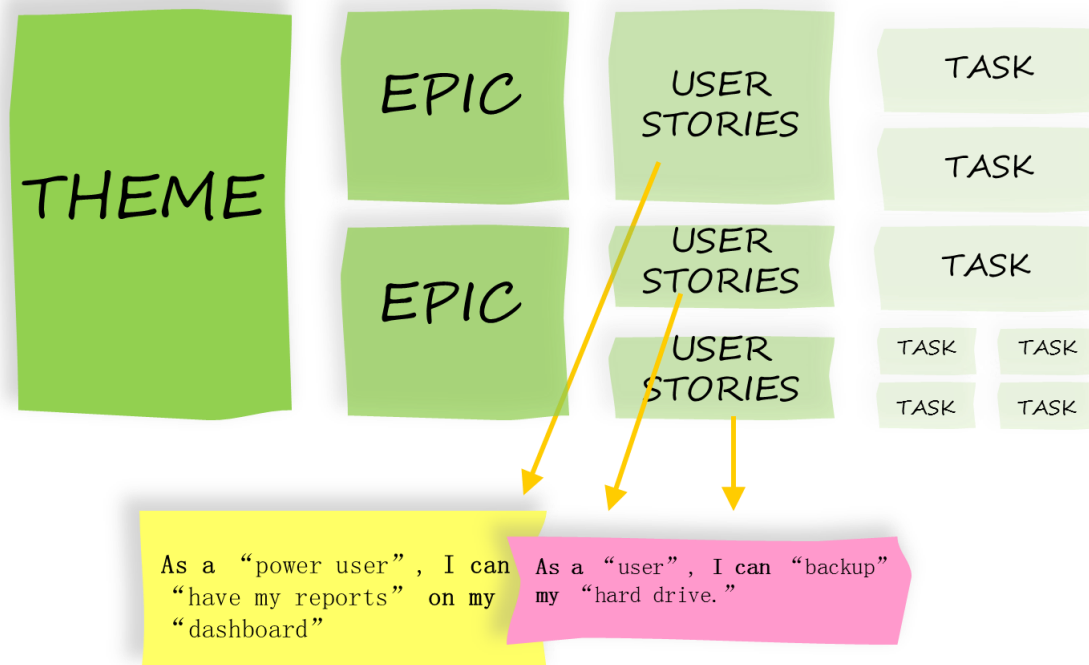 THEME
EPIC
EPIC
USER
STORIES
USER
STORIES
USER
STORIES
TASK
TASK
TASK
TASK
TASK
TASK
TASK
As a “power user”, I can
“have my reports” on my
“dashboard”
As a “user”, I can “backup”
my “hard drive.”